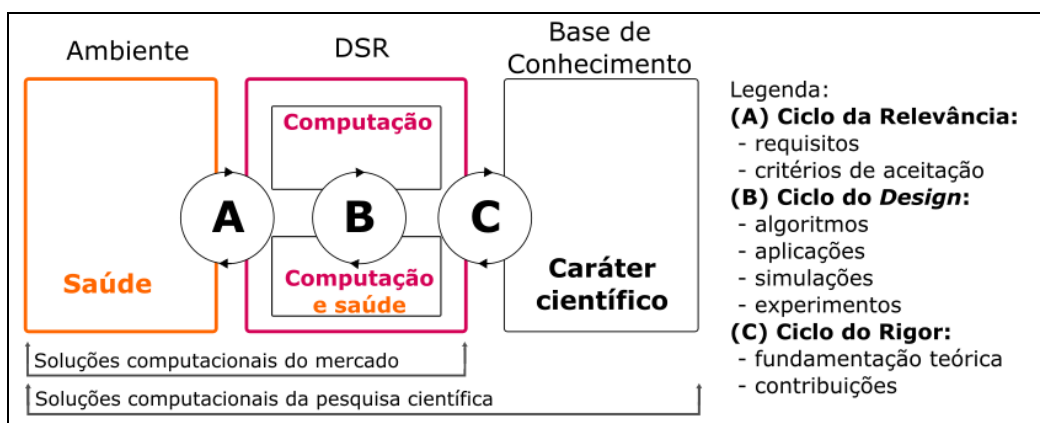 Ambiente
DSR
Base de
Conhecimento
Computação
A
B
C
Saúde
Computação
e saúde
Caráter
científico
Soluções computacionais do mercado
Soluções computacionais da pesquisa científica
Legenda:
(A) Ciclo da Relevância:
- requisitos
- critérios de aceitação
(B) Ciclo do Design:
- algoritmos
- aplicações
- simulações
- experimentos
(C) Ciclo do Rigor:
- fundamentação teórica
- contribuições